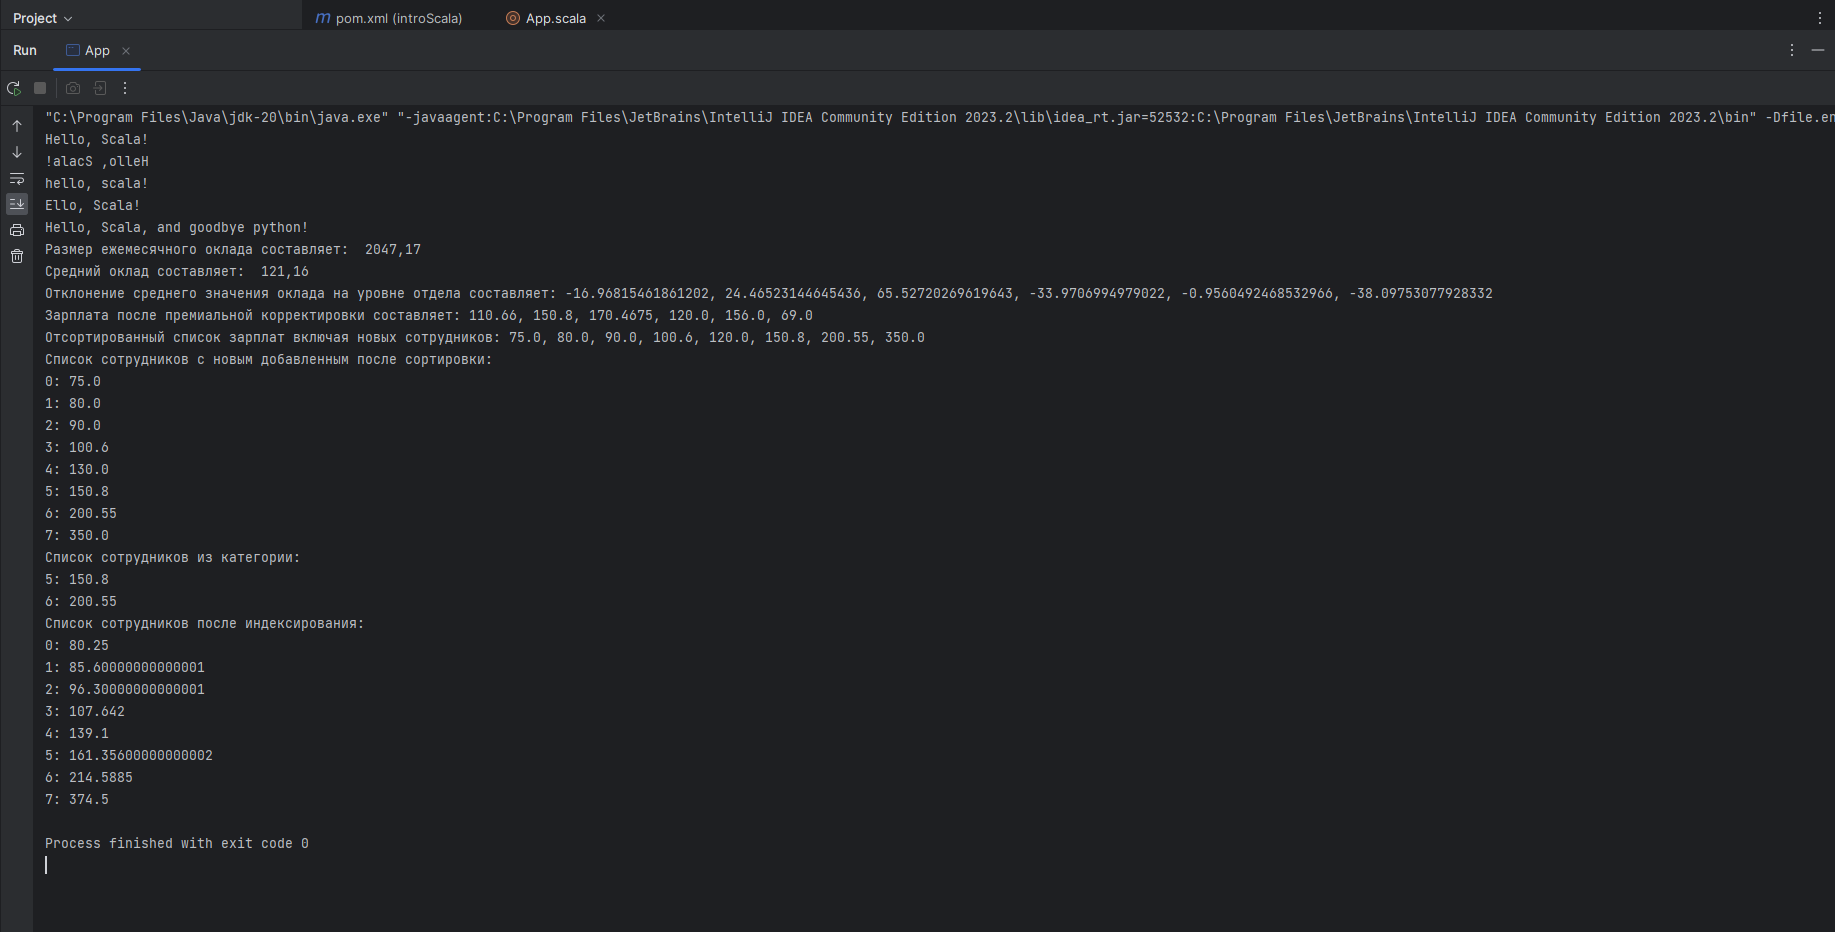 Project
pom.xml (introScala)
App.scala
Run
App
"C:\Program Files\Java\jdk-20\bin\java.exe" "-javaagent:C:\Program Files\JetBrains\IntelliJ IDEA Community Edition 2023.2\lib\idea_rt.jar=52532:C:\Program Files\JetBrains\IntelliJ IDEA Community Edition 2023.2\bin" -Dfile.en
Hello, Scala!
!alacS ,olleH
hello, scala!
Ello, Scala!
Hello, Scala, and goodbye python!
Размер ежемесячного оклада составляет:  2047,17
Средний оклад составляет:  121,16
Отклонение среднего значения оклада на уровне отдела составляет: -16.96815461861202, 24.46523144645436, 65.52720269619643, -33.9706994979022, -0.9560492468532966, -38.09753077928332
Зарплата после премиальной корректировки составляет: 110.66, 150.8, 170.4675, 120.0, 156.0, 69.0
Отсортированный список зарплат включая новых сотрудников: 75.0, 80.0, 90.0, 100.6, 120.0, 150.8, 200.55, 350.0
Список сотрудников с новым добавленным после сортировки:
0: 75.0
1: 80.0
2: 90.0
3: 100.6
4: 130.0
5: 150.8
6: 200.55
7: 350.0
Список сотрудников из категории:
5: 150.8
6: 200.55
Список сотрудников после индексирования:
0: 80.25
1: 85.60000000000001
2: 96.30000000000001
3: 107.642
4: 139.1
5: 161.35600000000002
6: 214.5885
7: 374.5
Process finished with exit code 0